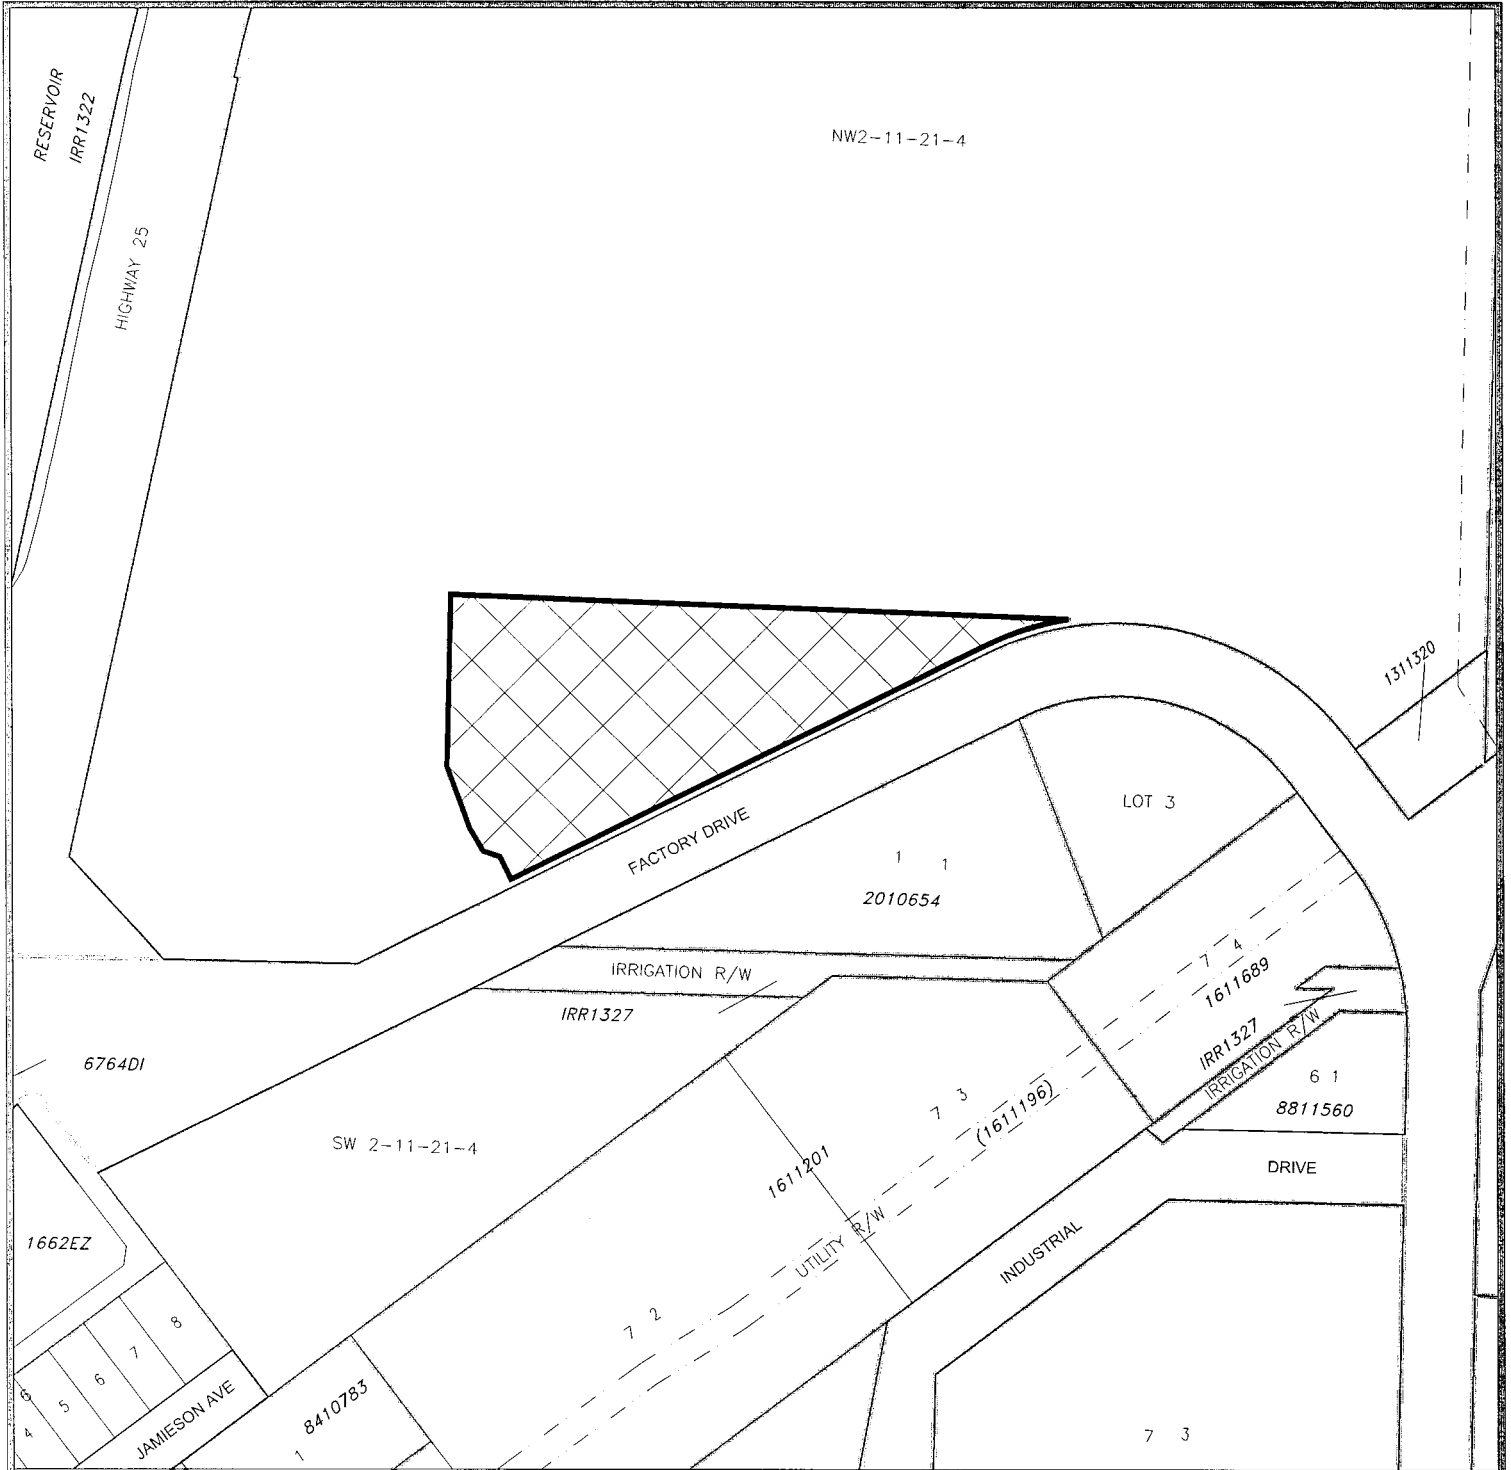 RESERVOIR
IRR1322
NW2-11-21-4
HIGHWAY 25
1311320
LOT 3
FACTORY DRIVE
1 1
2010654
IRRIGATION R/W
IRR1327
7 4
1611689
IRR1327
IRRIGATION R/W
6764DI
6 1
8811560
7 3
(1611196)
SW 2-11-21-4
1611201
DRIVE
UTILITY R/W
INDUSTRIAL
1662EZ
7 2
8
7
6
5
4
JAMIESON AVE
8410783
1
7 3